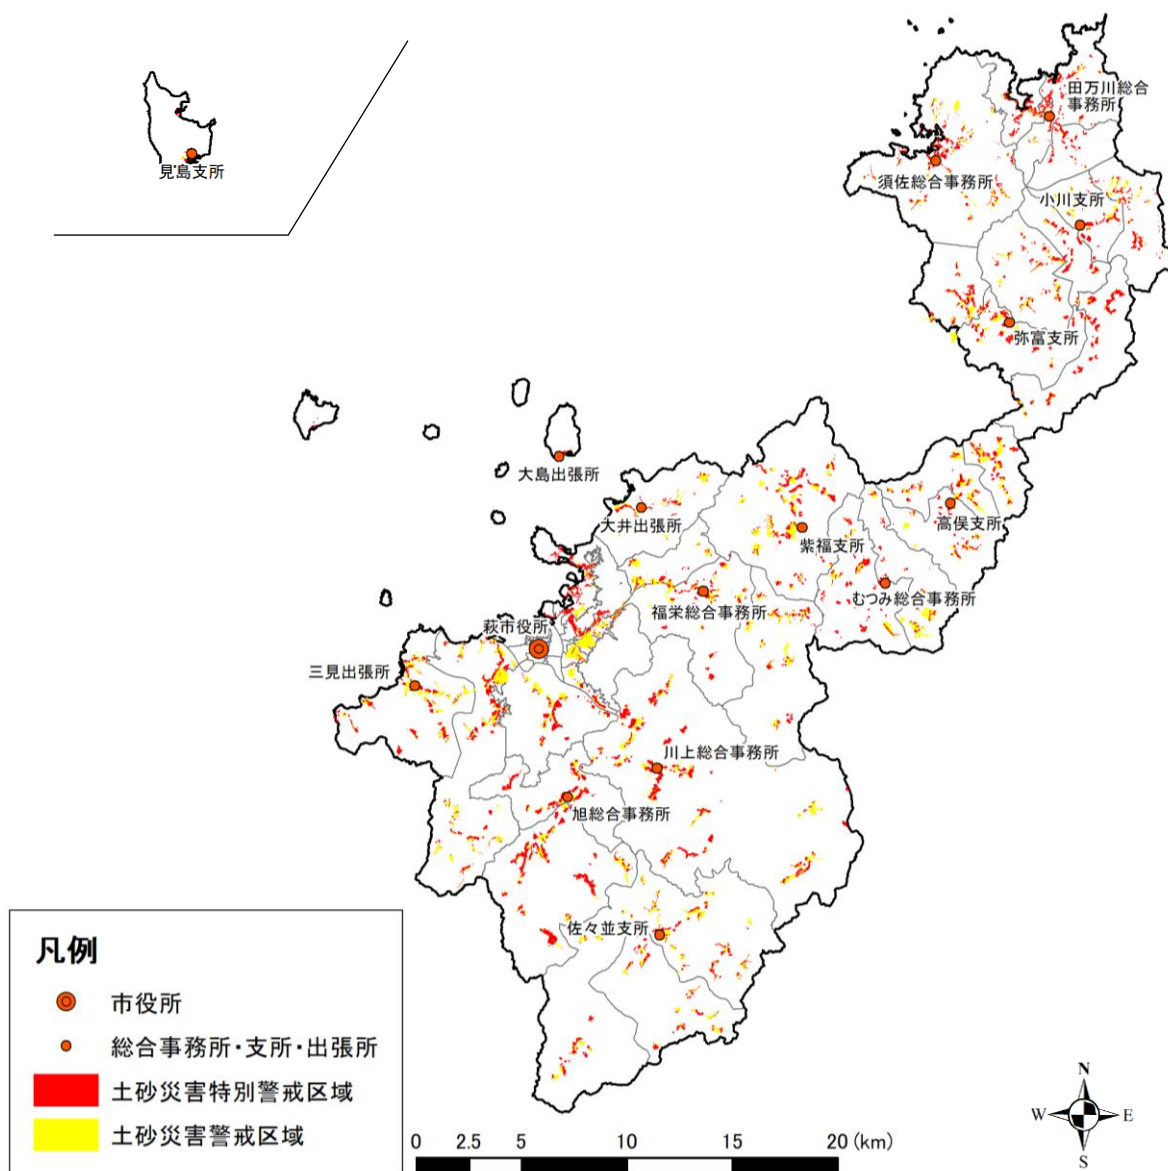 田万川総合
事務所
見島支所
須佐総合事務所
小川支所
弥富支所
大島出張所
大井出張所
高俣支所
紫福支所
むつみ総合事務所
福栄総合事務所
萩市役所
三見出張所
川上総合事務所
旭総合事務所
佐々並支所
凡例
市役所
総合事務所・支所・出張所
土砂災害特別警戒区域
土砂災害警戒区域
0 2.5 5 10 15 20 (km)
N
W E
S